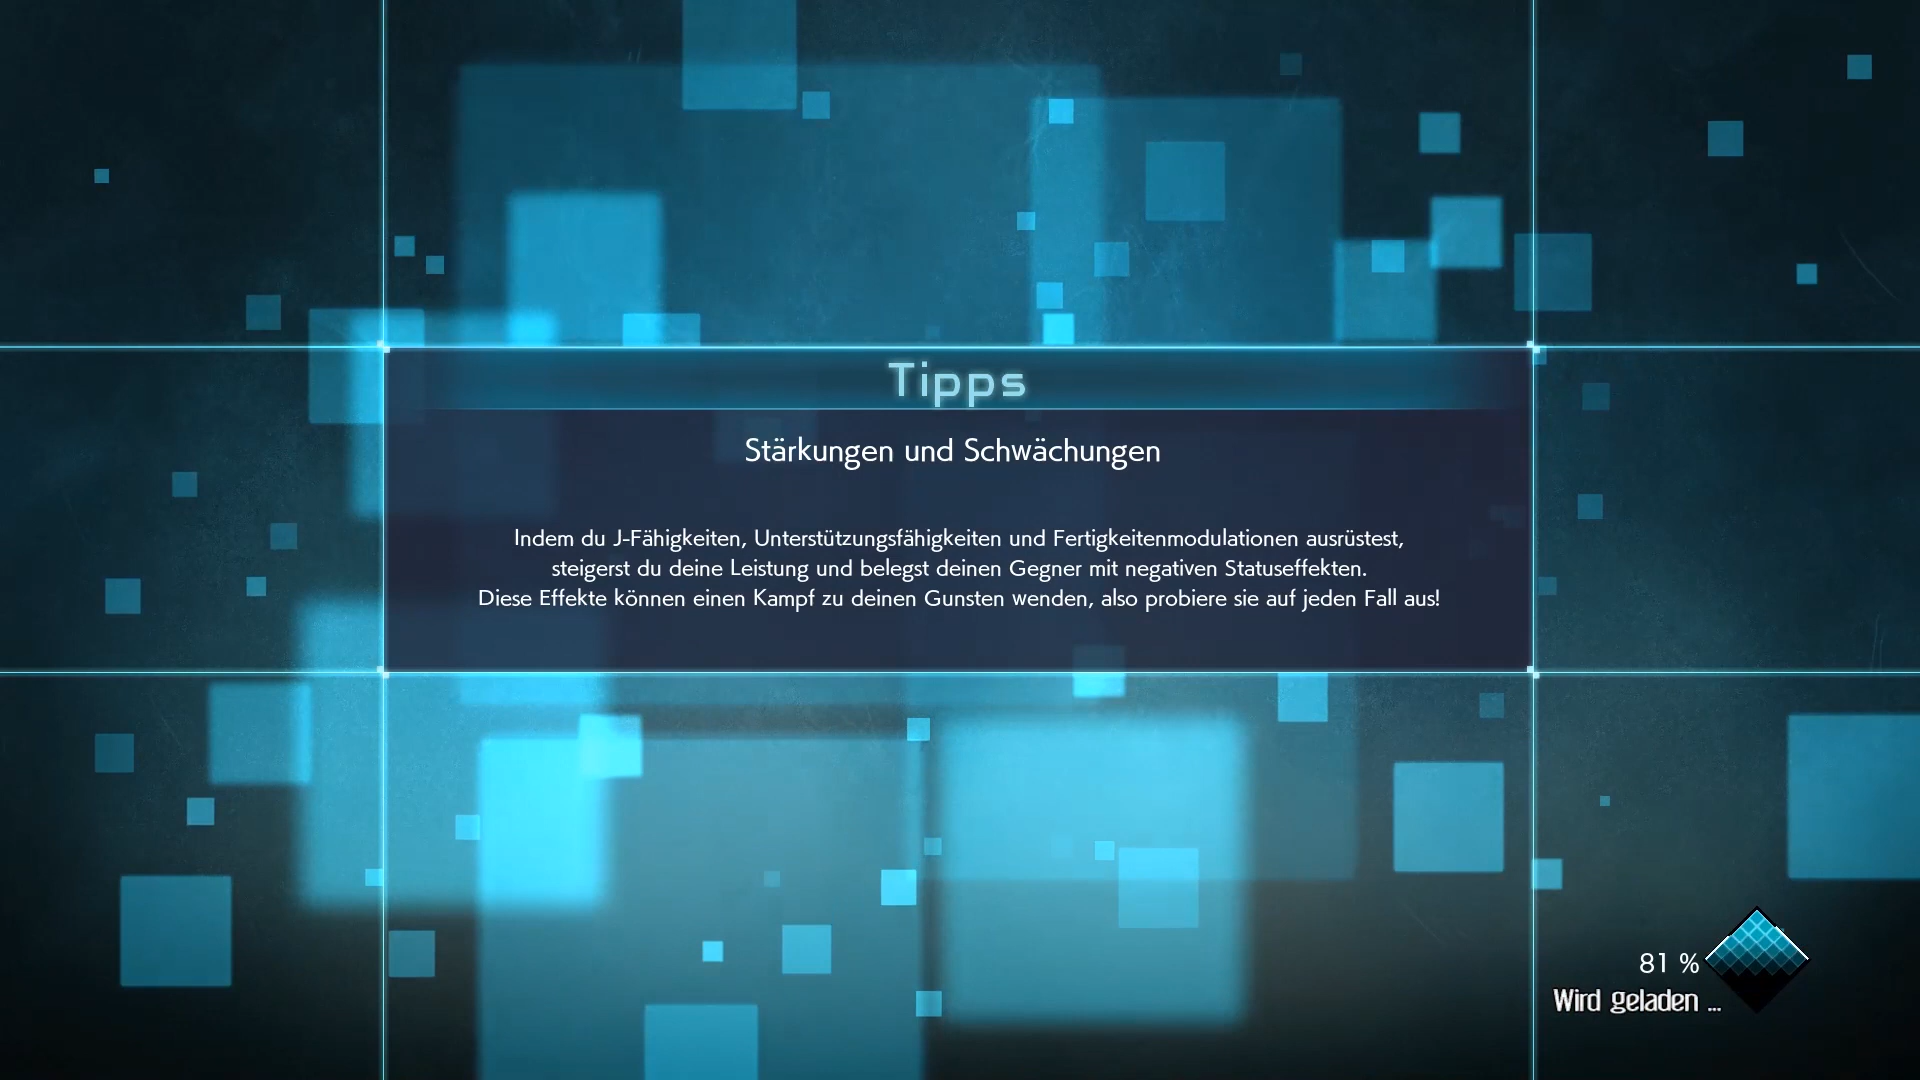 Tipps
Stärkungen und Schwächungen
Indem du J-Fähigkeiten, Unterstützungsfähigkeiten und Fertigkeitenmodulationen ausrüstest,
steigerst du deine Leistung und belegst deinen Gegner mit negativen Statuseffekten.
Diese Effekte können einen Kampf zu deinen Gunsten wenden, also probiere sie auf jeden Fall aus!
81 %
Wird geladen ...